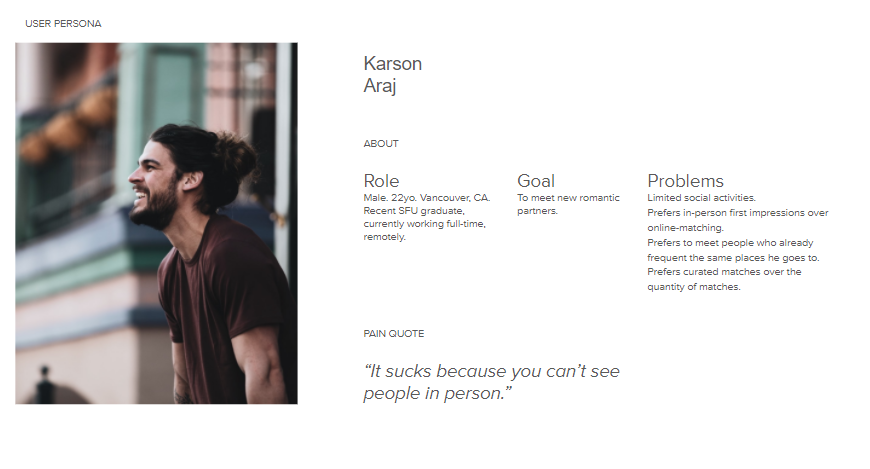 USER PERSONA
Karson
Araj
ABOUT
Role
Male. 22yo. Vancouver, CA.
Recent SFU graduate,
currently working full-time,
remotely.
Goal
To meet new romantic
partners.
Problems
Limited social activities.
Prefers in-person first impressions over
online-matching.
Prefers to meet people who already
frequent the same places he goes to.
Prefers curated matches over the
quantity of matches.
PAIN QUOTE
“It sucks because you can’t see
people in person.”